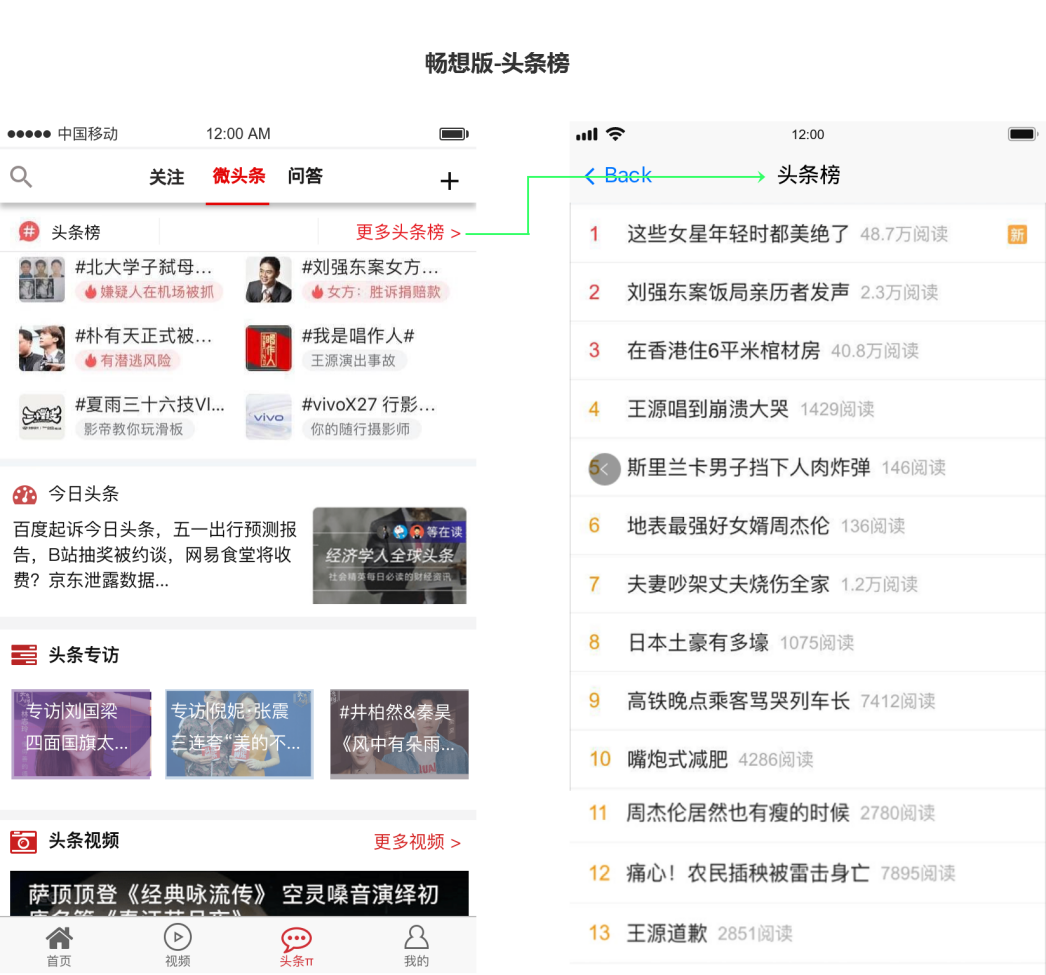 畅想版-头条榜
中国移动 12:00 AM
关注 微头条 问答 +
# 头条榜 更多头条榜 >
#北大学子弑母...
嫌疑人在机场被抓
#刘强东案女方...
女方：胜诉捐赠款
#朴有天正式被...
有潜逃风险
#我是唱作人#
王源演出事故
#夏雨三十六技VI...
影帝教你玩滑板
vivo
#vivoX27 行影...
你的随行摄影师
今日头条
百度起诉今日头条，五一出行预测报
告，B站抽奖被约谈，网易食堂将收
费？京东泄露数据...
等在读
经济学人全球头条
社会精英每日必读的财经资讯
头条专访
专访|刘国梁
四面国旗太...
专访|倪妮·张震
三连夸“美的不...
#井柏然&秦昊
《风中有朵雨...
头条视频 更多视频 >
萨顶顶登《经典咏流传》 空灵嗓音演绎初
首页 视频 头条π 我的
12:00
Back 头条榜
1 这些女星年轻时都美绝了 48.7万阅读 新
2 刘强东案饭局亲历者发声 2.3万阅读
3 在香港住6平米棺材房 40.8万阅读
4 王源唱到崩溃大哭 1429阅读
5 斯里兰卡男子挡下人肉炸弹 146阅读
6 地表最强好女婿周杰伦 136阅读
7 夫妻吵架丈夫烧伤全家 1.2万阅读
8 日本土豪有多壕 1075阅读
9 高铁晚点乘客骂哭列车长 7412阅读
10 嘴炮式减肥 4286阅读
11 周杰伦居然也有瘦的时候 2780阅读
12 痛心！农民插秧被雷击身亡 7895阅读
13 王源道歉 2851阅读